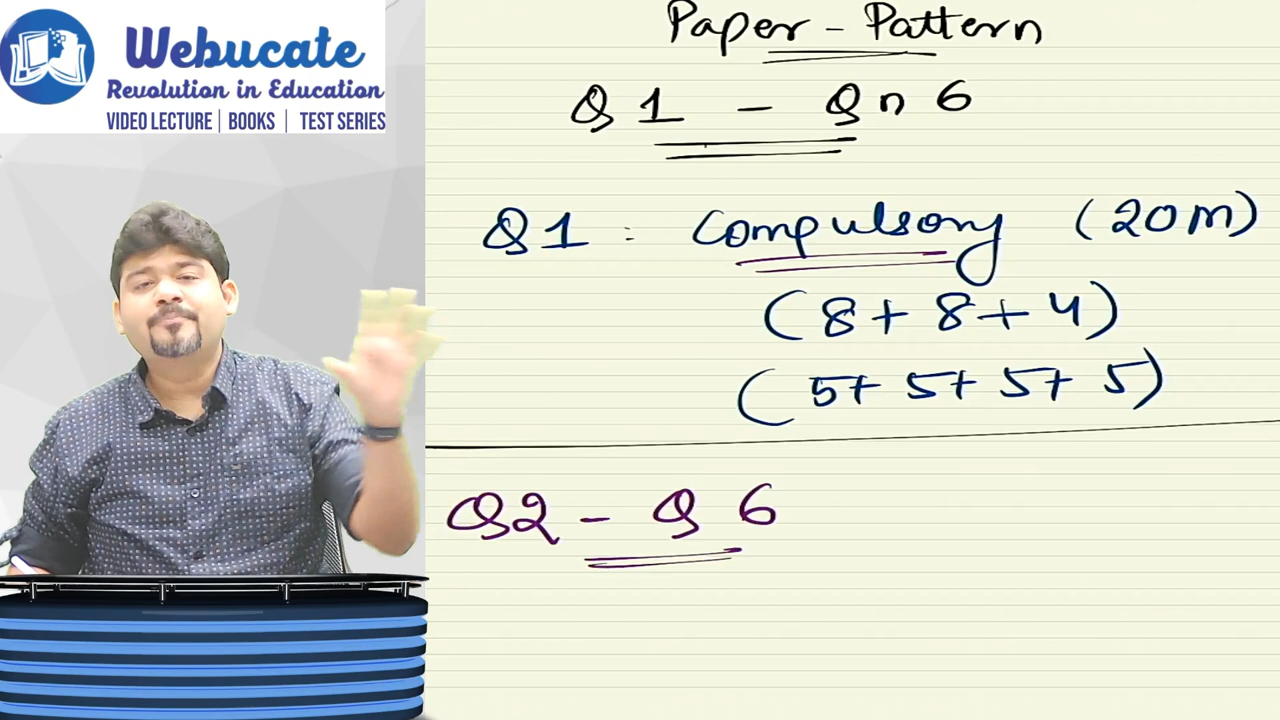 Webucate
Revolution in Education
VIDEO LECTURE | BOOKS | TEST SERIES
Paper - Pattern
Q 1 - Qn 6
Q1 : Compulsory (20M)
(8+ 8+4)
(5+ 5+ 5+ 5)
Q2 - Q 6